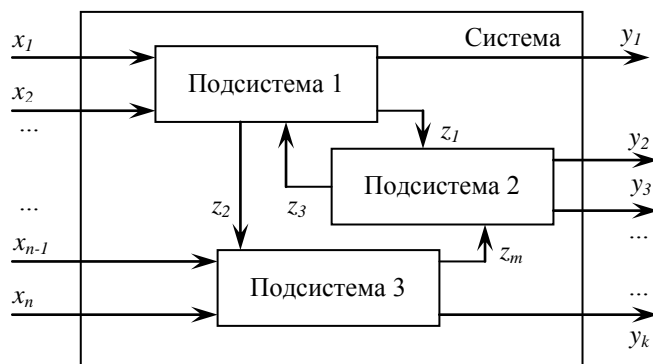 x1
Система
y1
Подсистема 1
x2
...
z1
y2
Подсистема 2
y3
...
z2
z3
...
xn-1
zm
Подсистема 3
...
xn
yk